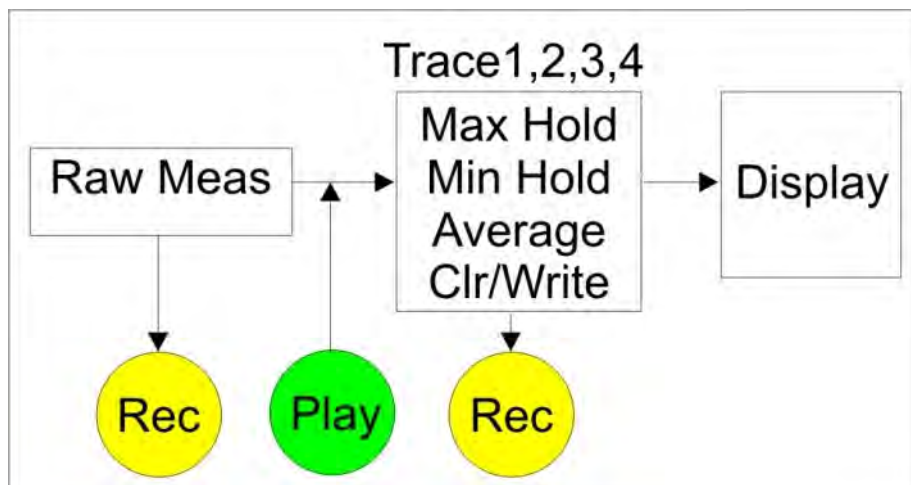 Trace1,2,3,4
Raw Meas
Max Hold
Min Hold
Average
Clr/Write
Display
Rec
Play
Rec